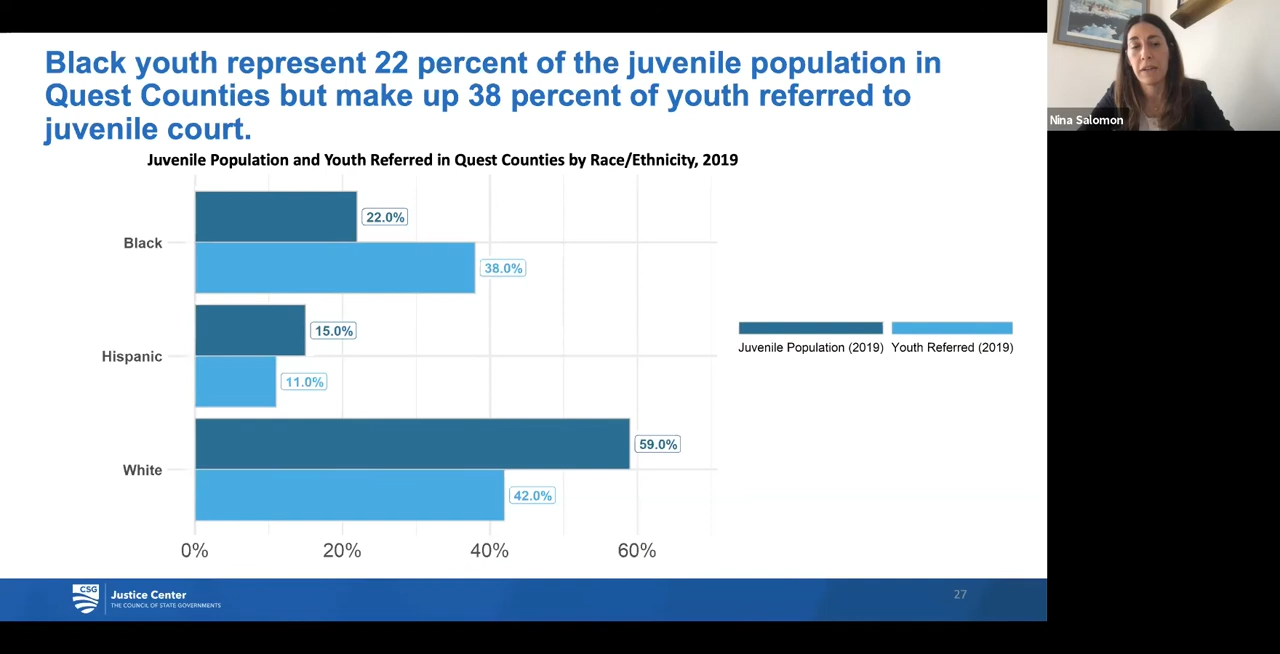 Black youth represent 22 percent of the juvenile population in
Quest Counties but make up 38 percent of youth referred to
juvenile court.
Juvenile Population and Youth Referred in Quest Counties by Race/Ethnicity, 2019
Black
22.0%
38.0%
Hispanic
15.0%
11.0%
White
59.0%
42.0%
0% 20% 40% 60%
Juvenile Population (2019) Youth Referred (2019)
CSG
Justice Center
THE COUNCIL OF STATE GOVERNMENTS
27
Nina Salomon